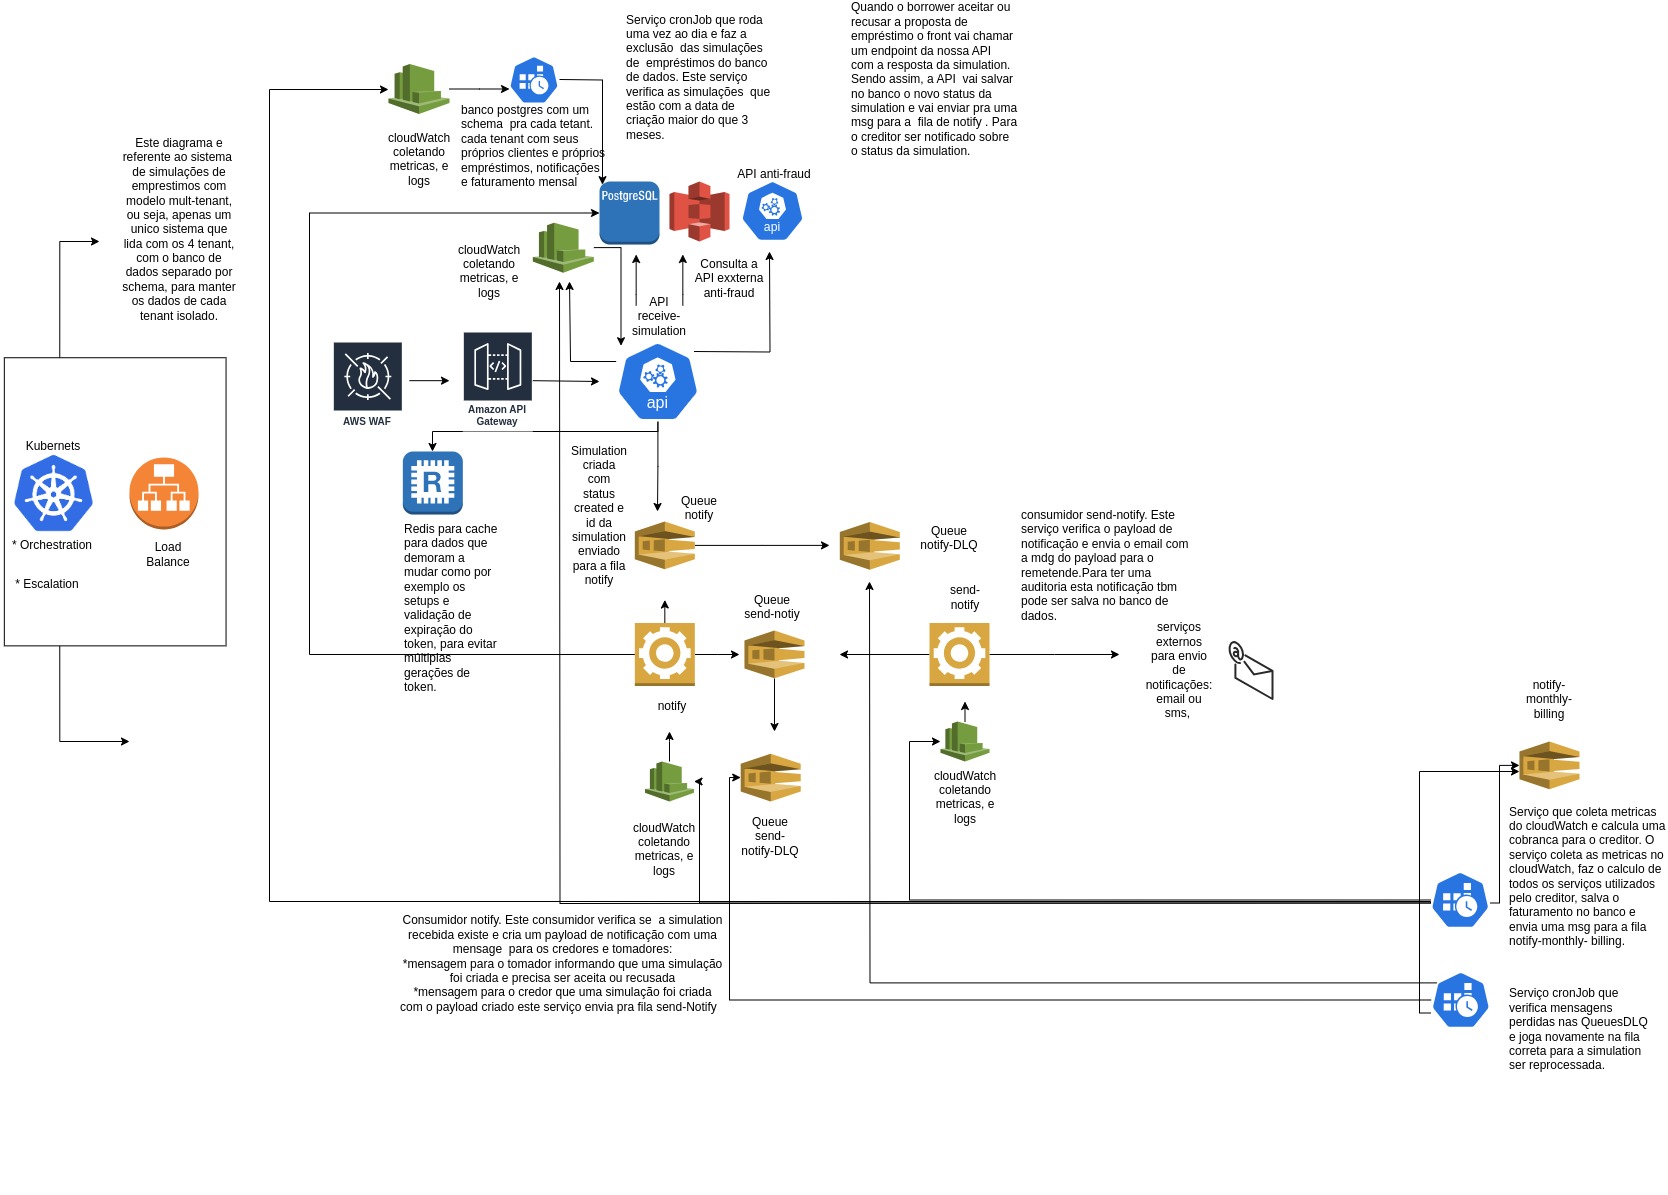 Quando o borrower aceitar ou
recusar a proposta de
empréstimo o front vai chamar
um endpoint da nossa API
com a resposta da simulation.
Sendo assim, a API  vai salvar
no banco o novo status da
simulation e vai enviar pra uma
msg para a  fila de notify . Para
o creditor ser notificado sobre
o status da simulation.
Serviço cronJob que roda
uma vez ao dia e faz a
exclusão  das simulações
de  empréstimos do banco
de dados. Este serviço
verifica as simulações  que
estão com a data de
criação maior do que 3
meses.
banco postgres com um
schema  pra cada tetant.
cada tenant com seus
próprios clientes e próprios
empréstimos, notificações
e faturamento mensal
cloudWatch
coletando
metricas, e
logs
Este diagrama e
referente ao sistema
de simulações de
emprestimos com
modelo mult-tenant,
ou seja, apenas um
unico sistema que
lida com os 4 tenant,
com o banco de
dados separado por
schema, para manter
os dados de cada
tenant isolado.
PostgreSQL
API anti-fraud
api
cloudWatch
coletando
metricas, e
logs
Consulta a
API exxterna
anti-fraud
API
receive-
simulation
api
AWS WAF
Amazon API
Gateway
Kubernets
* Orchestration
* Escalation
Load
Balance
R
Redis para cache
para dados que
demoram a
mudar como por
exemplo os
setups e
validação de
expiração do
token, para evitar
múltiplas
gerações de
token.
Simulation
criada
com
status
created e
id da
simulation
enviado
para a fila
notify
Queue
notify
Queue
notify-DLQ
consumidor send-notify. Este
serviço verifica o payload de
notificação e envia o email com
a mdg do payload para o
remetende.Para ter uma
auditoria esta notificação tbm
pode ser salva no banco de
dados.
send-
notify
Queue
send-notiy
serviços
externos
para envio
de
notificações:
email ou
sms,
notify
cloudWatch
coletando
metricas, e
logs
Queue
send-
notify-DLQ
cloudWatch
coletando
metricas, e
logs
notify-
monthly-
billing
Serviço que coleta metricas
do cloudWatch e calcula uma
cobranca para o creditor. O
serviço coleta as metricas no
cloudWatch, faz o calculo de
todos os serviços utilizados
pelo creditor, salva o
faturamento no banco e
envia uma msg para a fila
notify-monthly- billing.
Consumidor notify. Este consumidor verifica se  a simulation
recebida existe e cria um payload de notificação com uma
mensage  para os credores e tomadores:
*mensagem para o tomador informando que uma simulação
foi criada e precisa ser aceita ou recusada
*mensagem para o credor que uma simulação foi criada
com o payload criado este serviço envia pra fila send-Notify
Serviço cronJob que
verifica mensagens
perdidas nas QueuesDLQ
e joga novamente na fila
correta para a simulation
ser reprocessada.